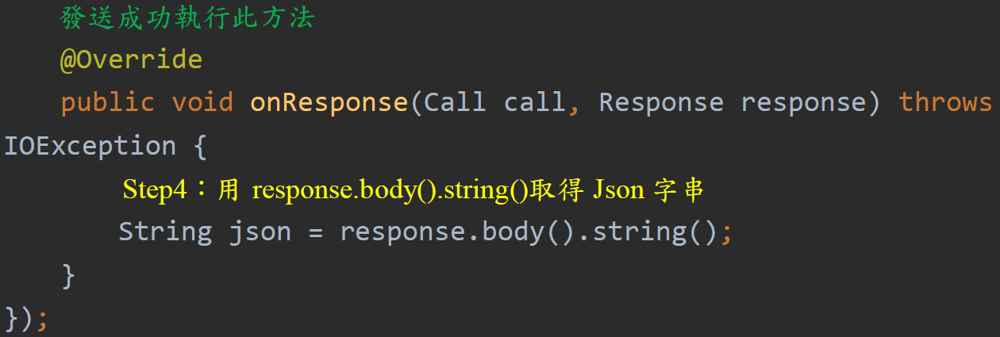 發送成功執行此方法
@Override
public void onResponse(Call call, Response response) throws
IOException {
Step4：用 response.body().string()取得 Json 字串
String json = response.body().string();
}
});